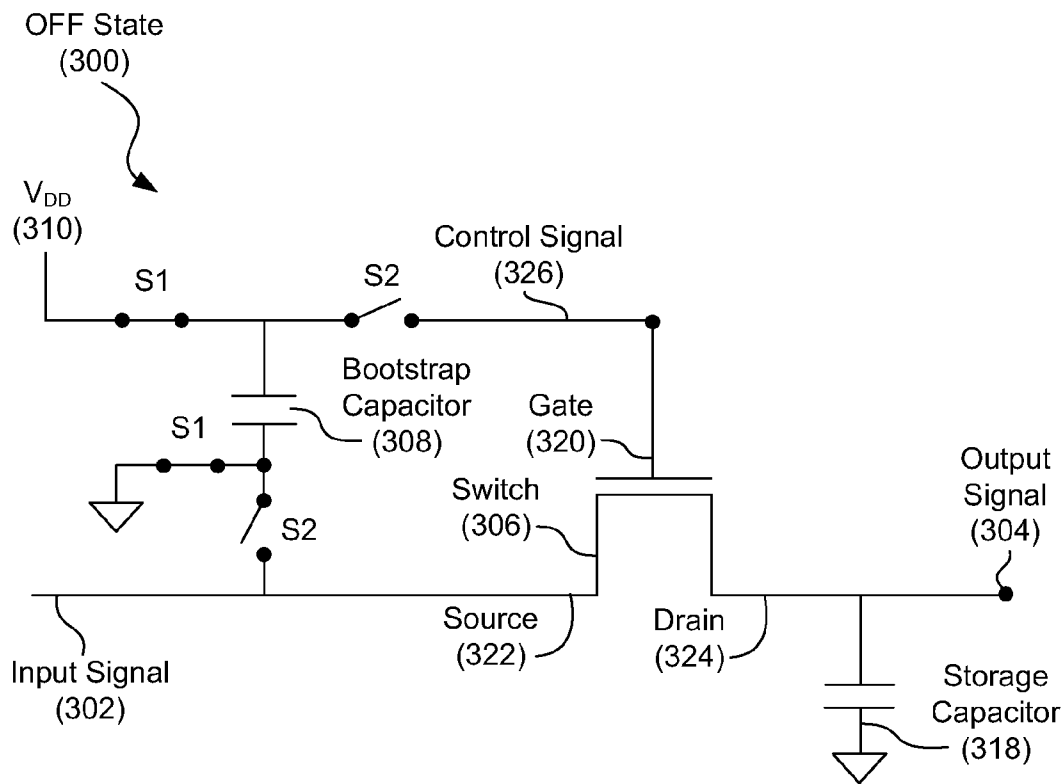 OFF State
(300)
VDD
(310)
S1
S2
Control Signal
(326)
Bootstrap
Capacitor
(308)
S1
S2
Gate
(320)
Switch
(306)
Output
Signal
(304)
Source
(322)
Drain
(324)
Input Signal
(302)
Storage
Capacitor
(318)